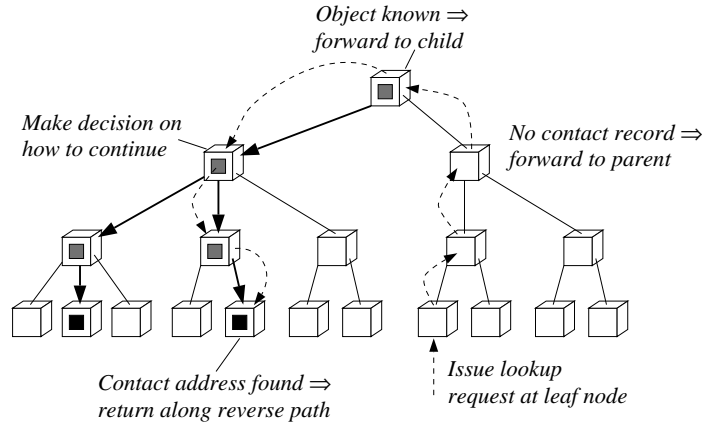 Object known ⇒
forward to child
Make decision on
how to continue
No contact record ⇒
forward to parent
Contact address found ⇒
return along reverse path
Issue lookup
request at leaf node